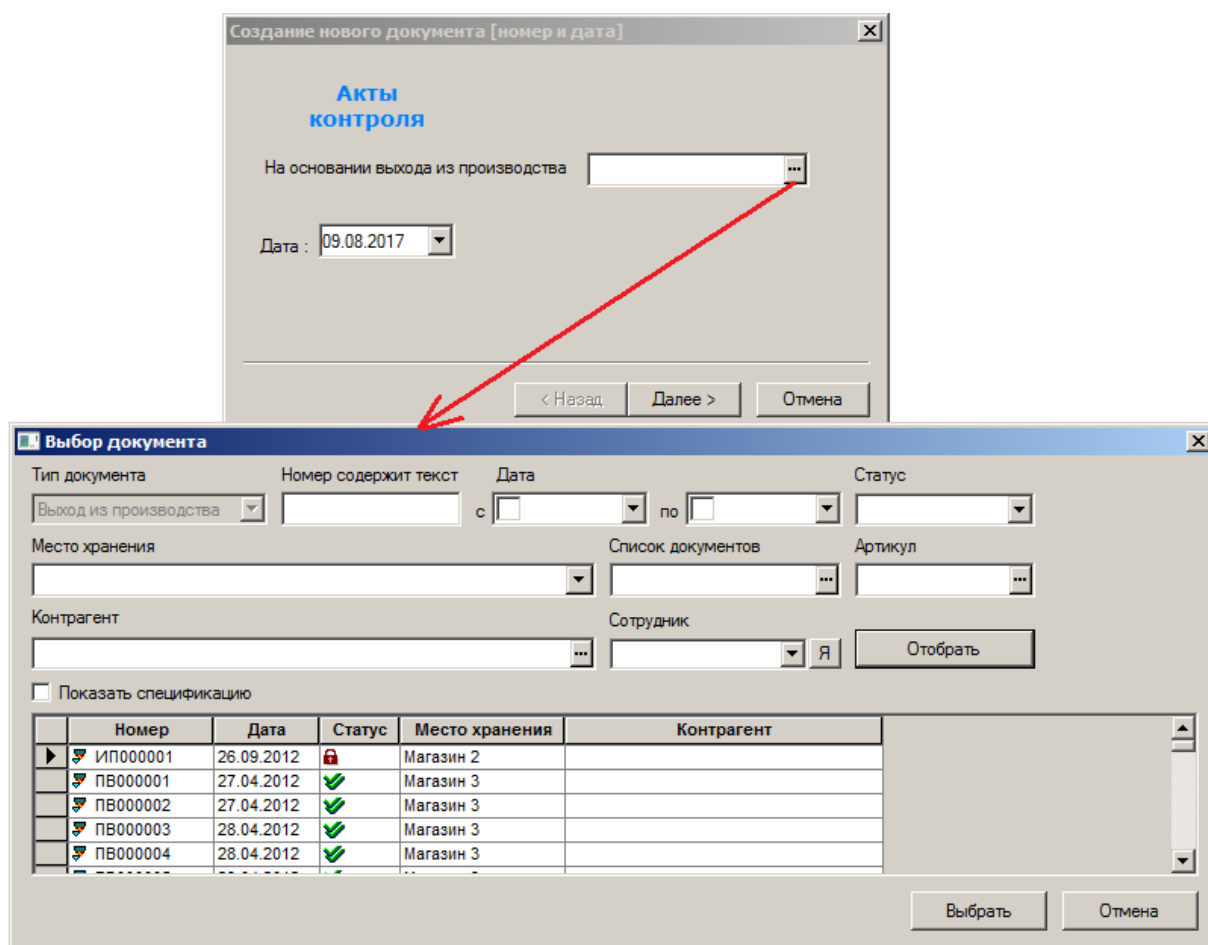 Создание нового документа [номер и дата]
Акты
контроля
На основании выхода из производства
Дата : 09.08.2017
< Назад Далее > Отмена
Выбор документа
Тип документа Номер содержит текст Дата Статус
Выход из производства с по
Место хранения Список документов Артикул
Контрагент Сотрудник
Я Отобрать
Показать спецификацию
Номер Дата Статус Место хранения Контрагент
ИП000001 26.09.2012 Магазин 2
ПВ000001 27.04.2012 Магазин 3
ПВ000002 27.04.2012 Магазин 3
ПВ000003 28.04.2012 Магазин 3
ПВ000004 28.04.2012 Магазин 3
Выбрать Отмена